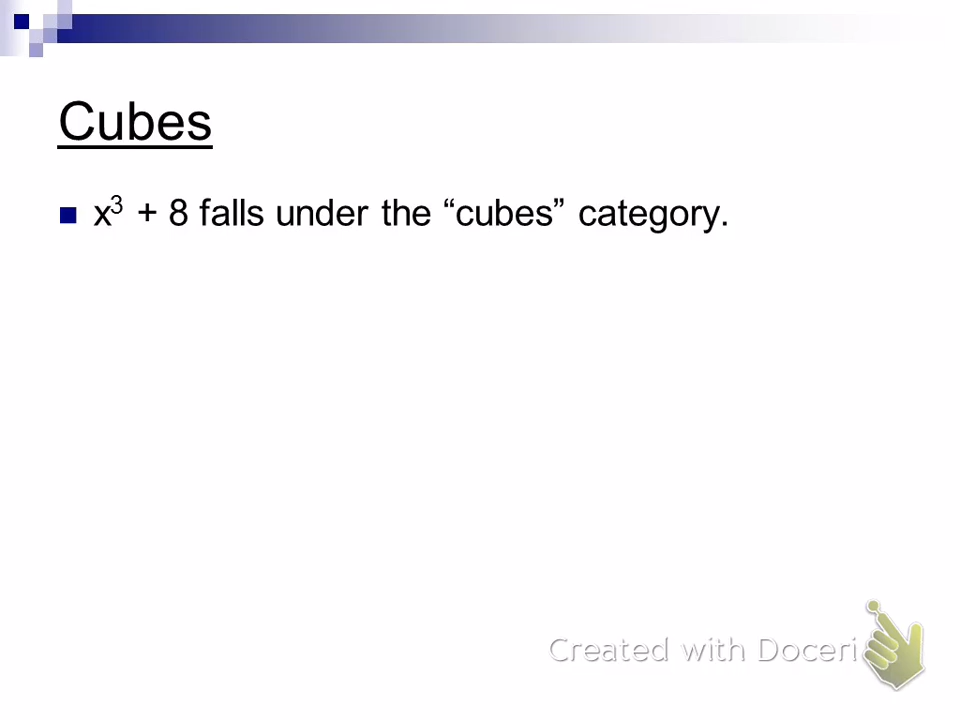 Cubes
x³ + 8 falls under the “cubes” category.
Created with Doceri